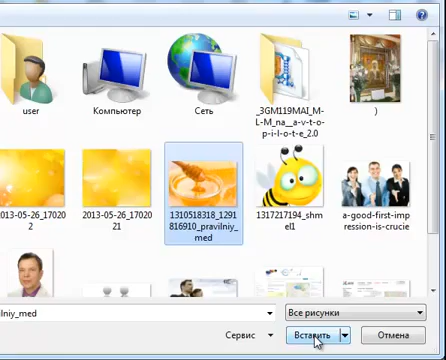 user
Компьютер
Сеть
_3GM119MAI_M-
L-M_na__a-v-t-o-
p-i-l-o-t-e_2.0
)
2013-05-26_17020
2
2013-05-26_17020
21
1310518318_1291
816910_pravilniy_
med
1317217194_shm
el1
a-good-first-imp
ression-is-crucie
lniy_med
Все рисунки
Сервис
Вставить
Отмена